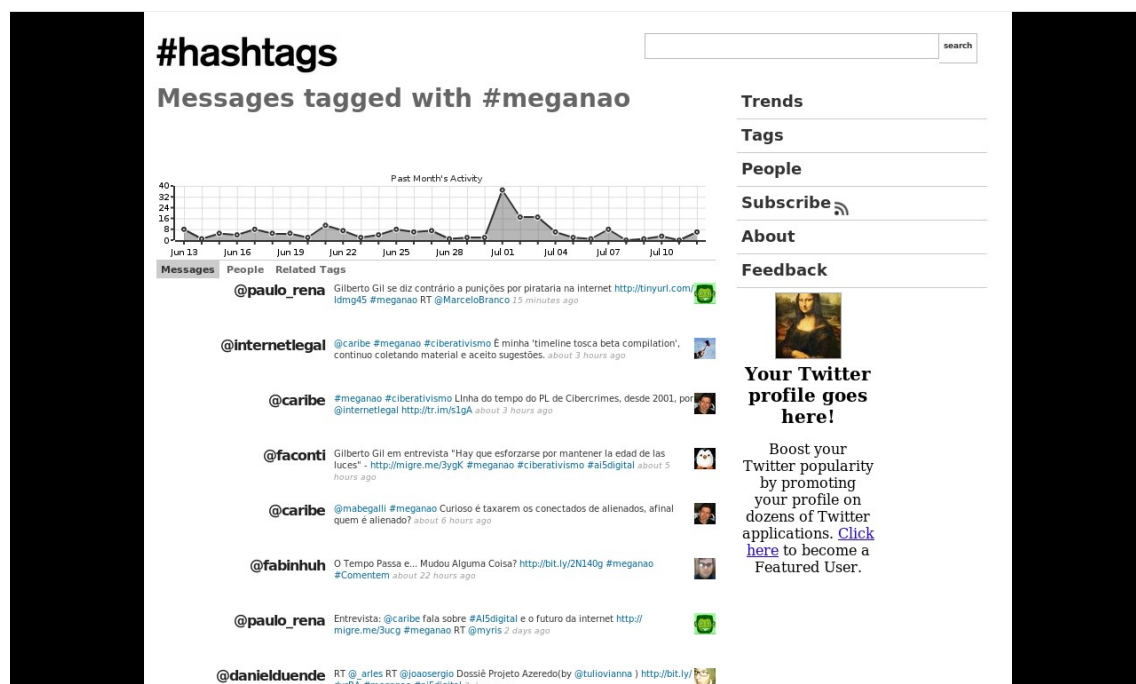 #hashtags
search
Messages tagged with #meganao
Trends
Tags
People
Subscribe
About
Feedback
Past Month's Activity
40
32
24
16
8
0
Jun 13 Jun 16 Jun 19 Jun 22 Jun 25 Jun 28 Jul 01 Jul 04 Jul 07 Jul 10
Messages People Related Tags
@paulo_rena
Gilberto Gil se diz contrário a punições por pirataria na internet http://tinyurl.com/
ldmg45 #meganao RT @MarceloBranco 15 minutes ago
@internetlegal
@caribe #meganao #ciberativismo É minha 'timeline tosca beta compilation',
continuo coletando material e aceito sugestões. about 3 hours ago
@caribe
#meganao #ciberativismo LInha do tempo do PL de Cibercrimes, desde 2001, por
@internetlegal http://tr.im/s1gA about 3 hours ago
@faconti
Gilberto Gil em entrevista "Hay que esforzarse por mantener la edad de las
luces" - http://migre.me/3ygK #meganao #ciberativismo #ai5digital about 5
hours ago
@caribe
@mabegalli #meganao Curioso é taxarem os conectados de alienados, afinal
quem é alienado? about 6 hours ago
@fabinhuh
O Tempo Passa e... Mudou Alguma Coisa? http://bit.ly/2N140g #meganao
#Comentem about 22 hours ago
@paulo_rena
Entrevista: @caribe fala sobre #AI5digital e o futuro da internet http://
migre.me/3ucg #meganao RT @myris 2 days ago
@danielduende
RT @_arles RT @joaosergio Dossiê Projeto Azeredo(by @tuliovianna ) http://bit.ly/
Your Twitter
profile goes
here!
Boost your
Twitter popularity
by promoting
your profile on
dozens of Twitter
applications. Click
here to become a
Featured User.